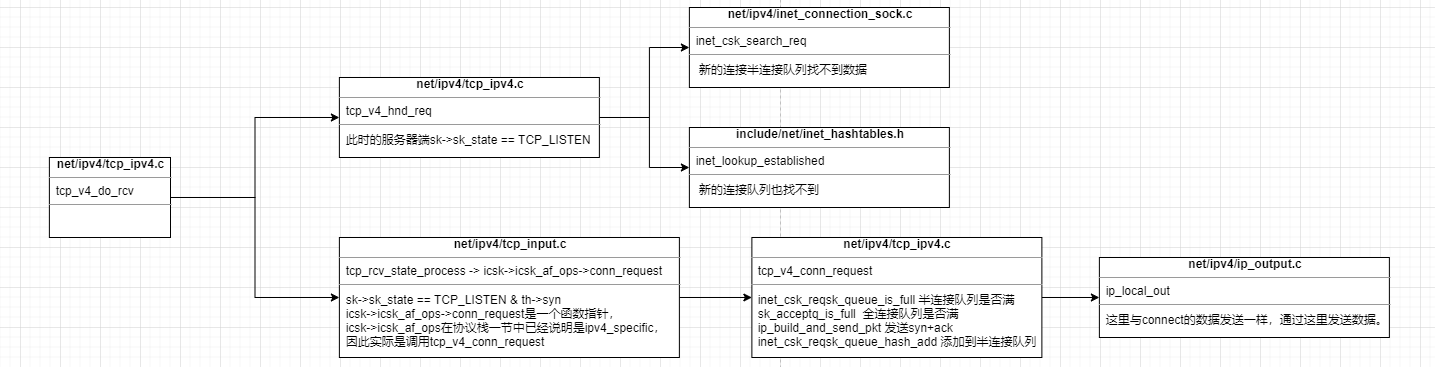 net/ipv4/tcp_ipv4.c
tcp_v4_do_rcv
net/ipv4/tcp_ipv4.c
tcp_v4_hnd_req
此时的服务器端sk->sk_state == TCP_LISTEN
net/ipv4/inet_connection_sock.c
inet_csk_search_req
新的连接半连接队列找不到数据
include/net/inet_hashtables.h
inet_lookup_established
新的连接队列也找不到
net/ipv4/tcp_input.c
tcp_rcv_state_process -> icsk->icsk_af_ops->conn_request
sk->sk_state == TCP_LISTEN & th->syn
icsk->icsk_af_ops->conn_request是一个函数指针，
icsk->icsk_af_ops在协议栈一节中已经说明是ipv4_specific，
因此实际是调用tcp_v4_conn_request
net/ipv4/tcp_ipv4.c
tcp_v4_conn_request
inet_csk_reqsk_queue_is_full 半连接队列是否满
sk_acceptq_is_full 全连接队列是否满
ip_build_and_send_pkt 发送syn+ack
inet_csk_reqsk_queue_hash_add 添加到半连接队列
net/ipv4/ip_output.c
ip_local_out
这里与connect的数据发送一样，通过这里发送数据。